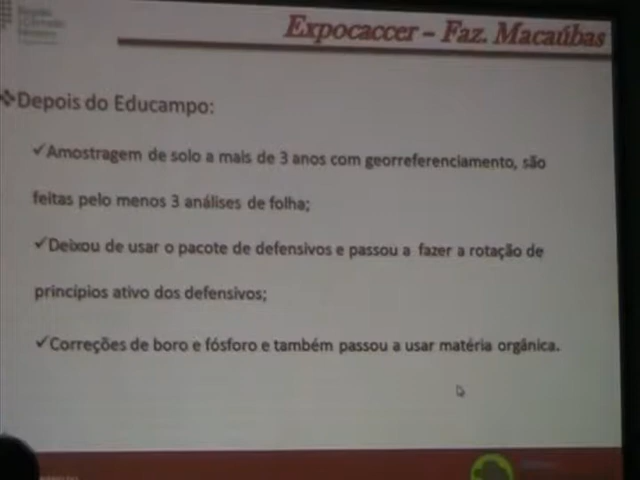 Expocaccer – Faz. Macaúbas
❖Depois do Educampo:
✓Amostragem de solo a mais de 3 anos com georreferenciamento, são
feitas pelo menos 3 análises de folha;
✓Deixou de usar o pacote de defensivos e passou a fazer a rotação de
princípios ativo dos defensivos;
✓Correções de boro e fósforo e também passou a usar matéria orgânica.